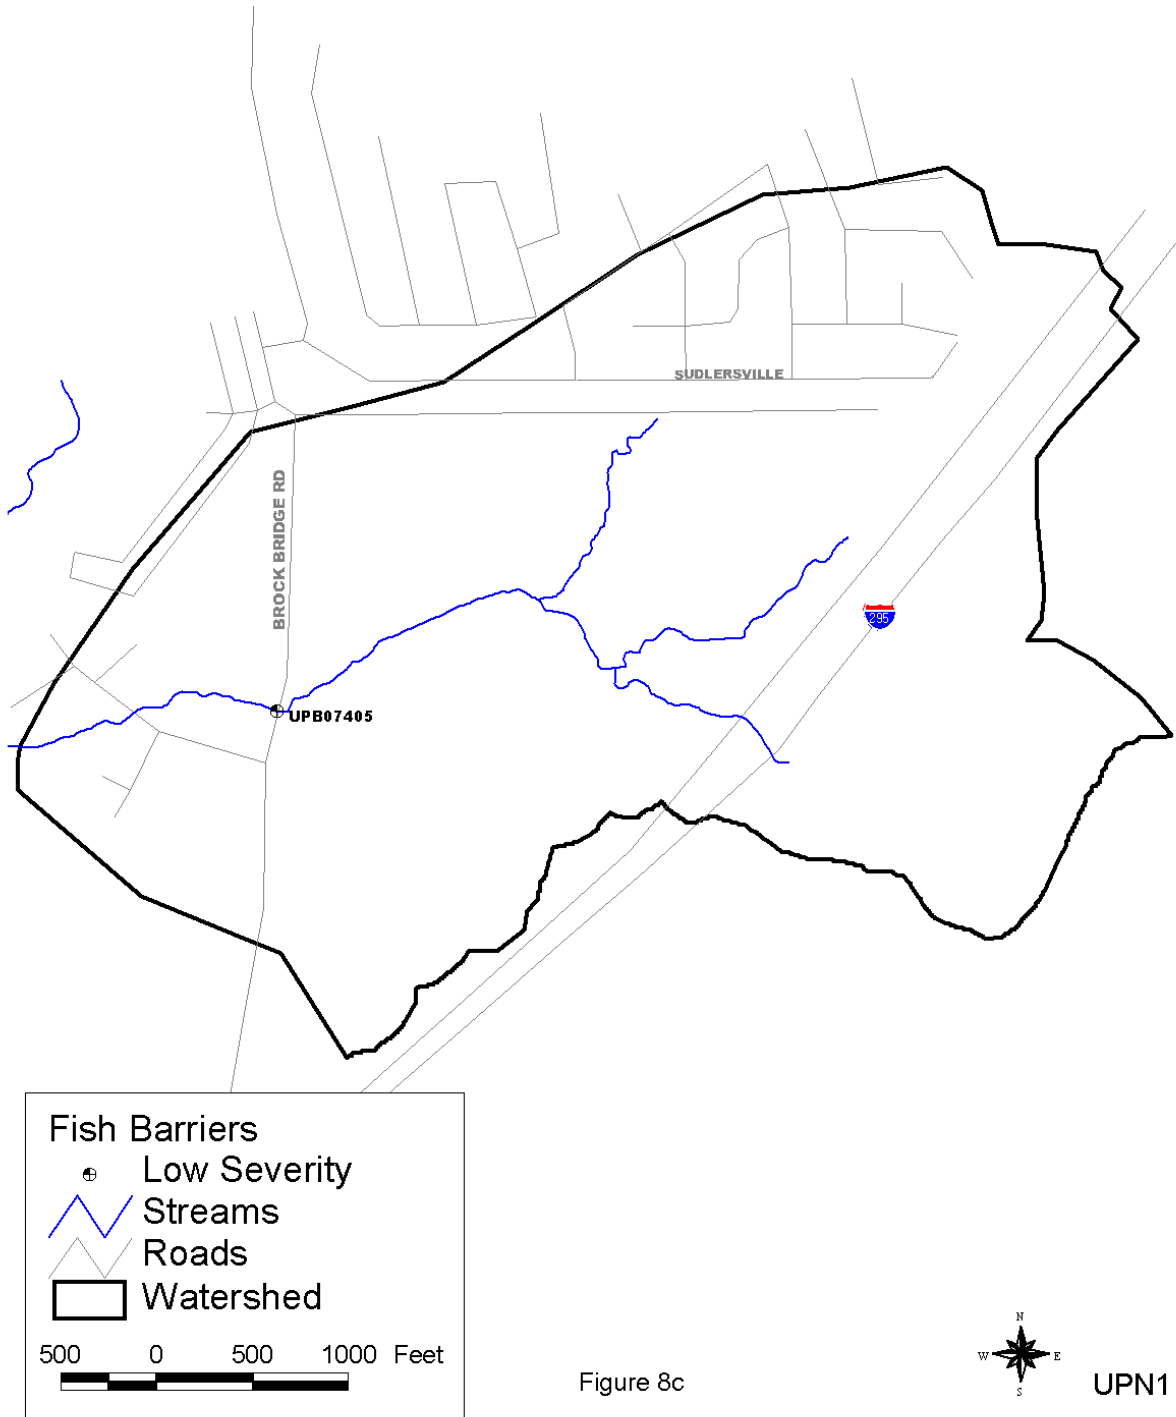 SUDLERSVILLE
BROCK BRIDGE RD
295
UPB07405
Fish Barriers
Low Severity
Streams
Roads
Watershed
500 0 500 1000 Feet
Figure 8c
N
W E
S
UPN1